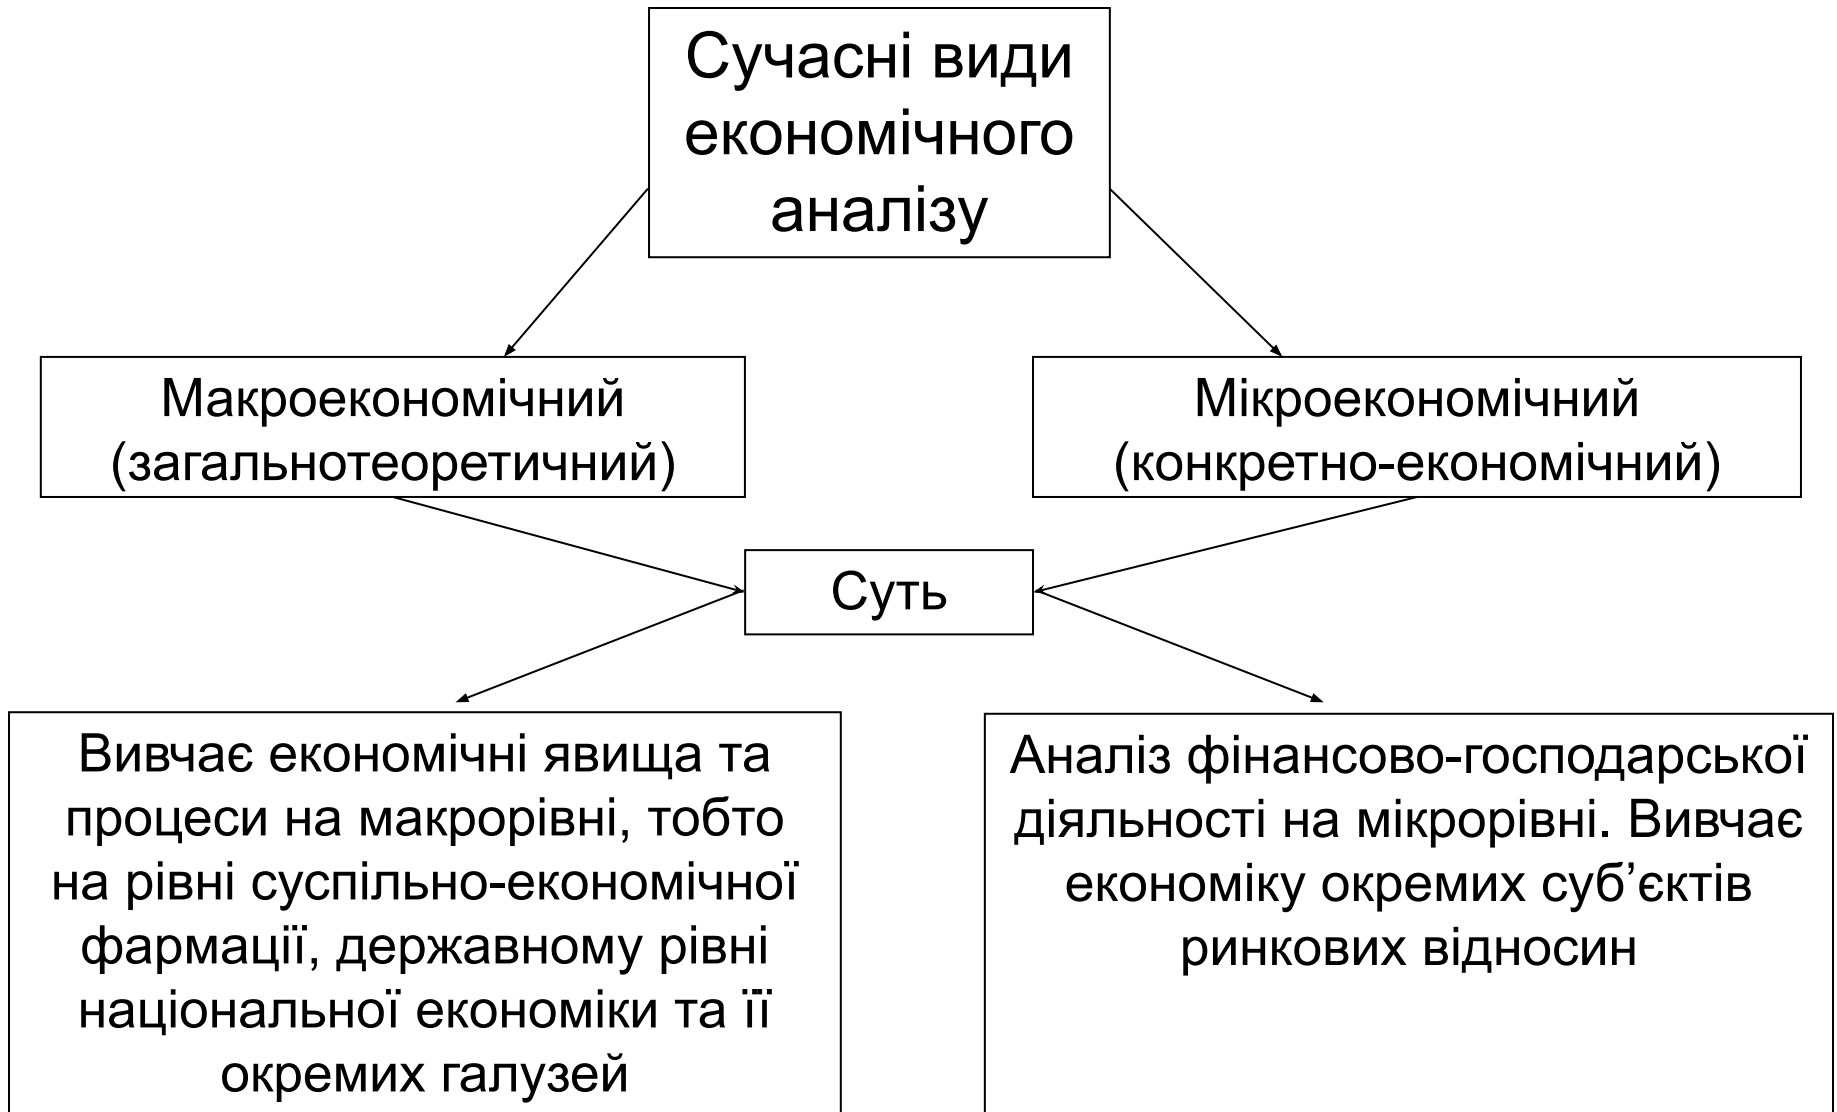 Сучасні види
економічного
аналізу
Макроекономічний
(загальнотеоретичний)
Мікроекономічний
(конкретно-економічний)
Суть
Вивчає економічні явища та
процеси на макрорівні, тобто
на рівні суспільно-економічної
фармації, державному рівні
національної економіки та її
окремих галузей
Аналіз фінансово-господарської
діяльності на мікрорівні. Вивчає
економіку окремих суб’єктів
ринкових відносин